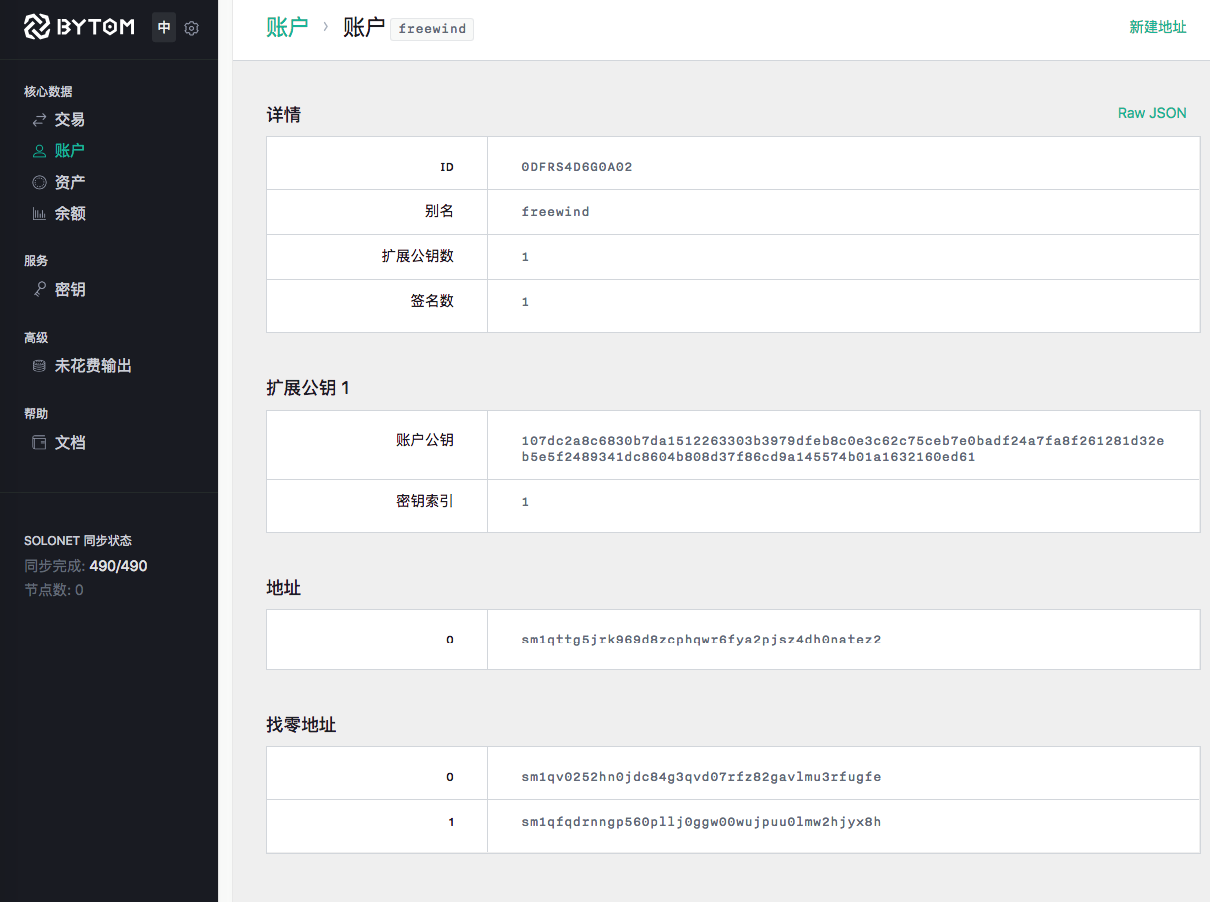 BYTOM 中
核心数据
交易
账户
资产
余额
服务
密钥
高级
未花费输出
帮助
文档
SOLONET 同步状态
同步完成: 490/490
节点数: 0
账户 › 账户 freewind
新建地址
详情
Raw JSON
ID 0DFRS4D6G0A02
别名 freewind
扩展公钥数 1
签名数 1
扩展公钥 1
账户公钥 107dc2a8c6830b7da1512263303b3979dfeb8c0e3c62c75ceb7e0badf24a7fa8f261281d32e
b5e5f2489341dc8604b808d37f86cd9a145574b01a1632160ed61
密钥索引 1
地址
0 sm1qttg5jrk969d8zcphqwr6fya2pjsz4dh0natez2
找零地址
0 sm1qv0252hn0jdc84g3qvd07rfz82gavlmu3rfugfe
1 sm1qfqdrnngp560pllj0ggw00wujpuu0lmw2hjyx8h